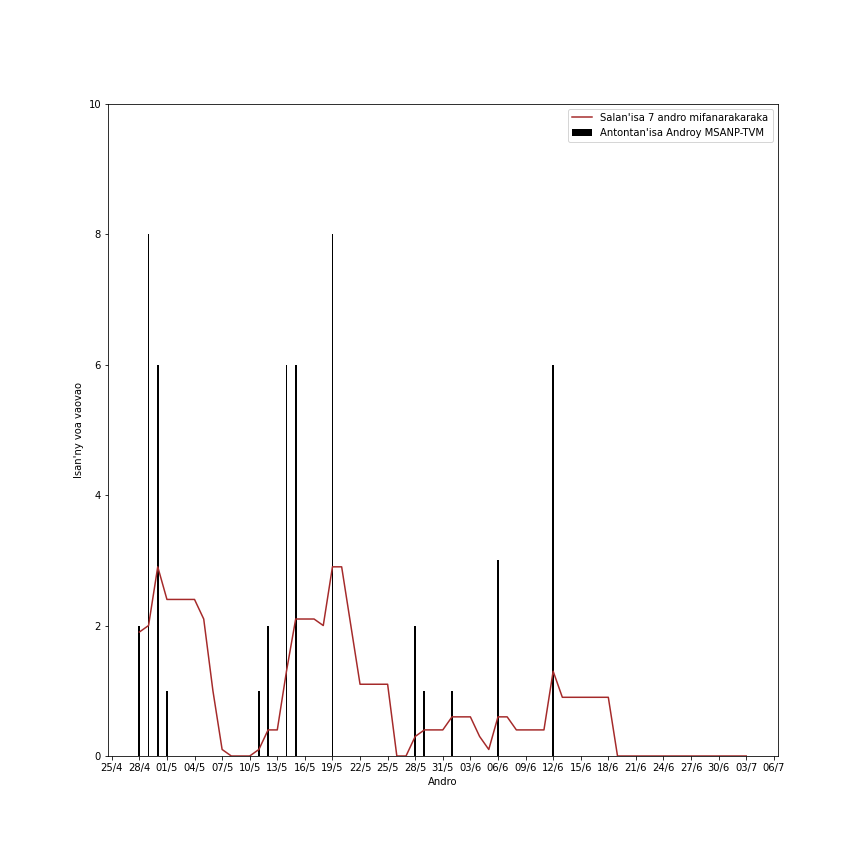 10
Salan'isa 7 andro mifanarakaraka
Antontan'isa Androy MSANP-TVM
8
6
4
2
0
Isan'ny voa vaovao
25/4 28/4 01/5 04/5 07/5 10/5 13/5 16/5 19/5 22/5 25/5 28/5 31/5 03/6 06/6 09/6 12/6 15/6 18/6 21/6 24/6 27/6 30/6 03/7 06/7
Andro